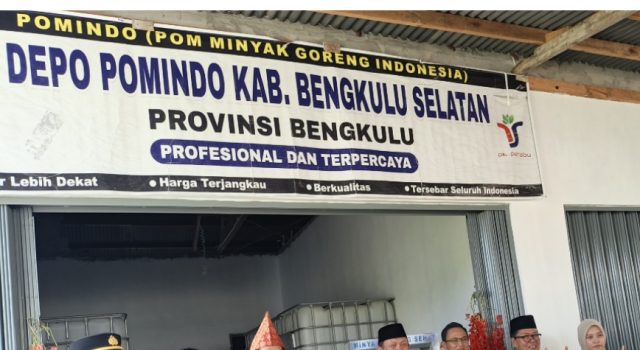 POMINDO (POM MINYAK GORENG INDONESIA)
DEPO POMINDO KAB. BENGKULU SELATAN
PROVINSI BENGKULU
PROFESIONAL DAN TERPERCAYA
Lebih Dekat • Harga Terjangkau • Berkualitas • Tersebar Seluruh Indonesia
MINYAK